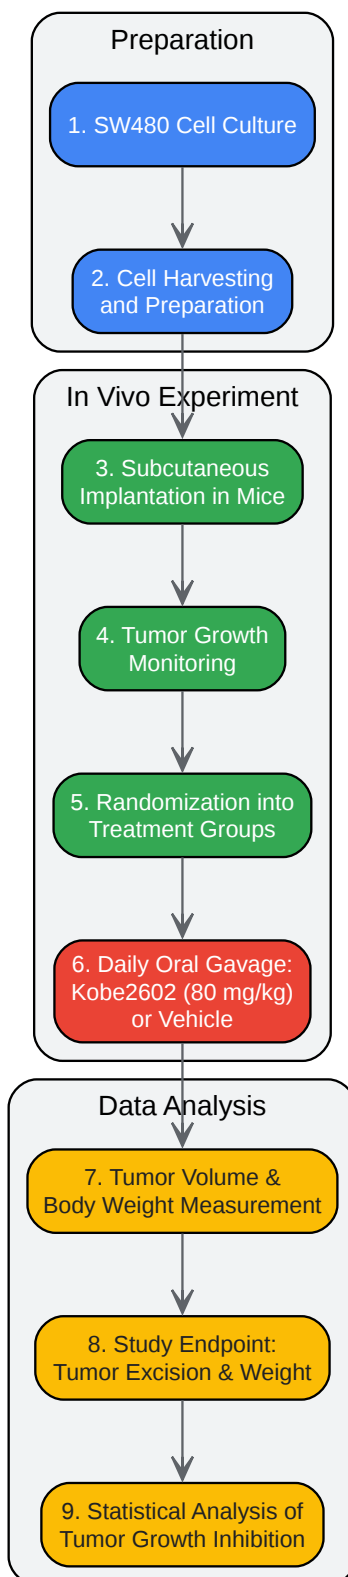 Preparation
1. SW480 Cell Culture
2. Cell Harvesting
and Preparation
In Vivo Experiment
3. Subcutaneous
Implantation in Mice
4. Tumor Growth
Monitoring
5. Randomization into
Treatment Groups
6. Daily Oral Gavage:
Kobe2602 (80 mg/kg)
or Vehicle
Data Analysis
7. Tumor Volume &
Body Weight Measurement
8. Study Endpoint:
Tumor Excision & Weight
9. Statistical Analysis of
Tumor Growth Inhibition